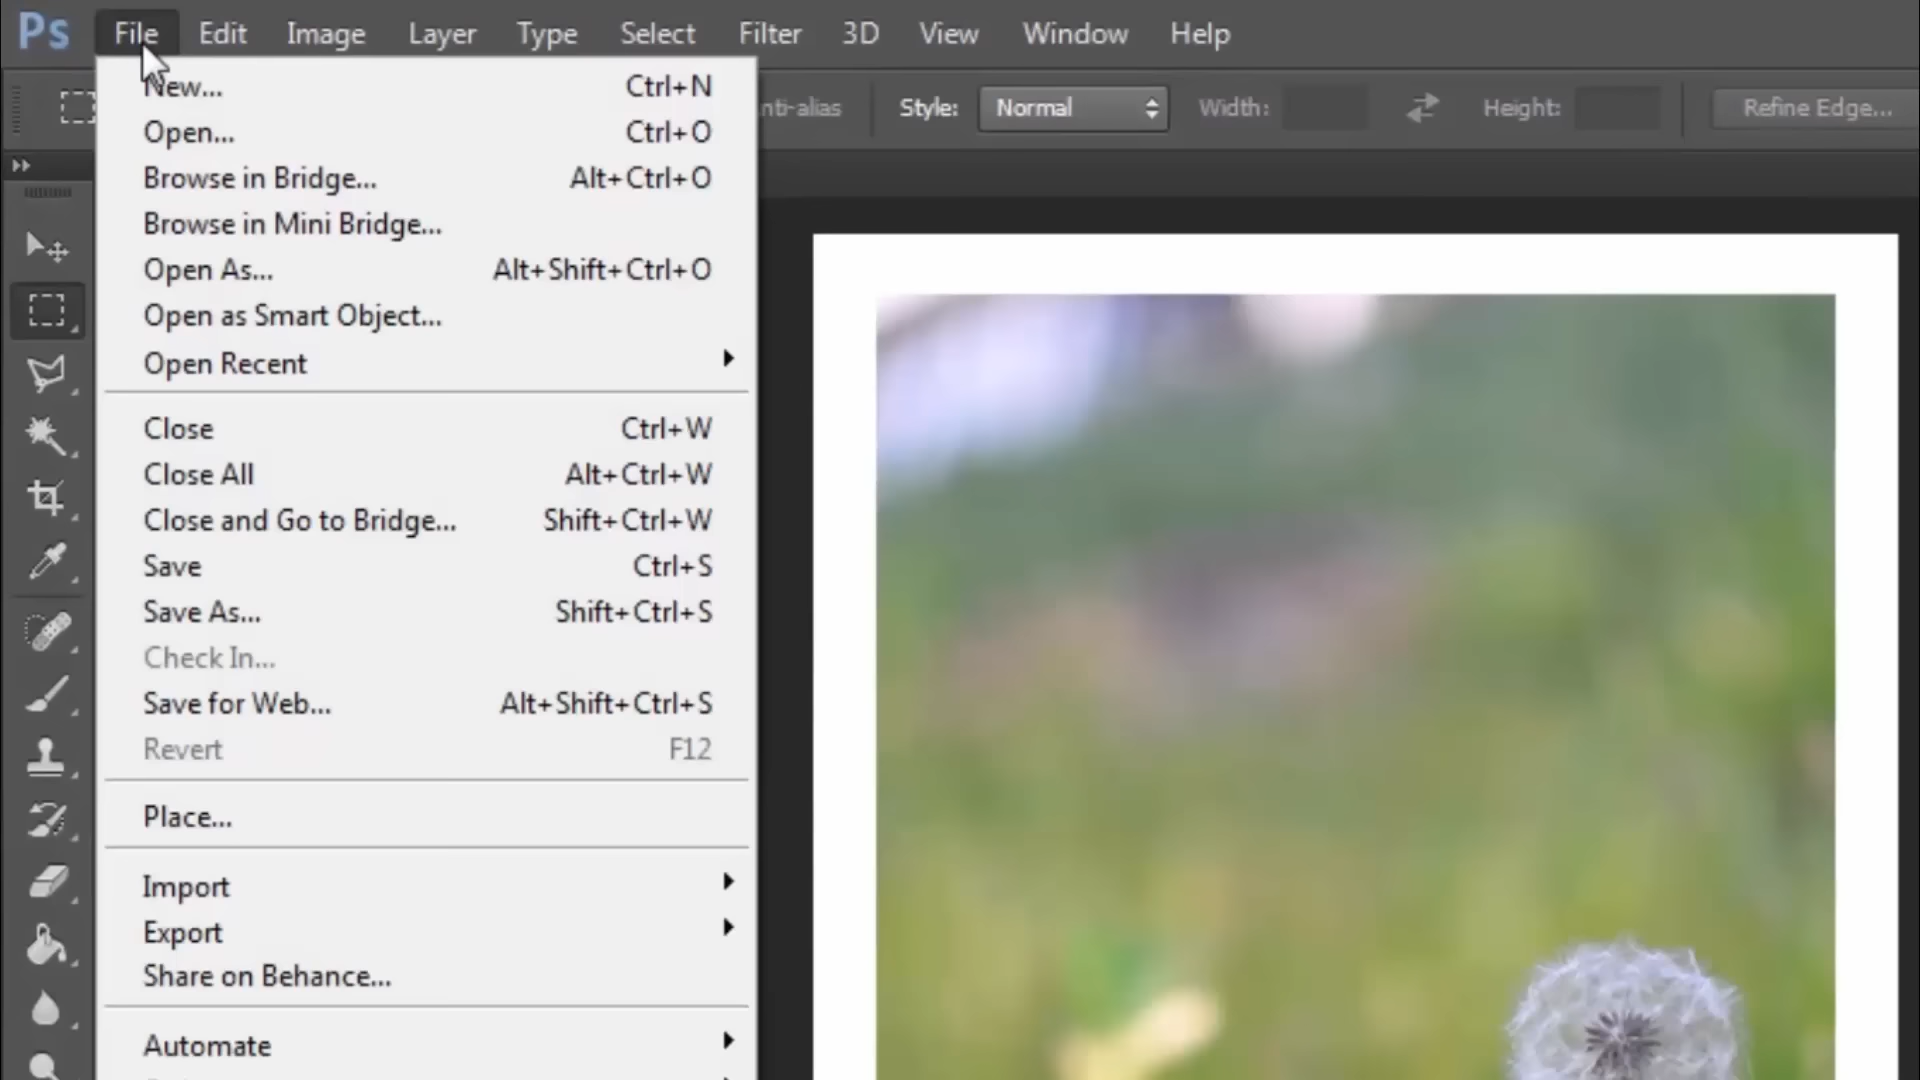 Ps File Edit Image Layer Type Select Filter 3D View Window Help
nti-alias Style: Normal Width: Height: Refine Edge...
New... Ctrl+N
Open... Ctrl+O
Browse in Bridge... Alt+Ctrl+O
Browse in Mini Bridge...
Open As... Alt+Shift+Ctrl+O
Open as Smart Object...
Open Recent
Close Ctrl+W
Close All Alt+Ctrl+W
Close and Go to Bridge... Shift+Ctrl+W
Save Ctrl+S
Save As... Shift+Ctrl+S
Check In...
Save for Web... Alt+Shift+Ctrl+S
Revert F12
Place...
Import
Export
Share on Behance...
Automate